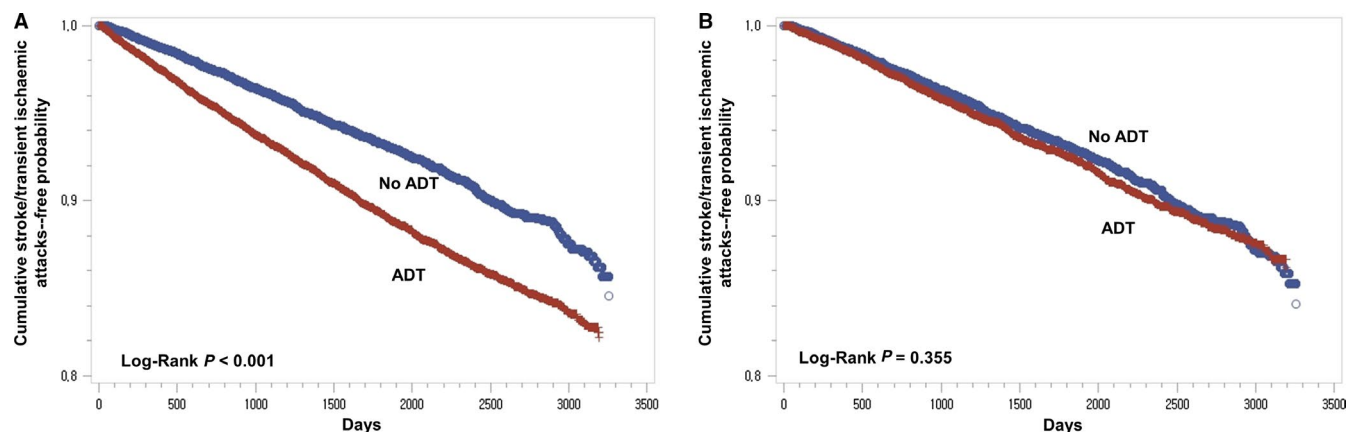 A
Cumulative stroke/transient ischaemic
attacks--free probability
1.0
0.9
0.8
No ADT
ADT
Log-Rank P < 0.001
0 500 1000 1500 2000 2500 3000 3500
Days
B
Cumulative stroke/transient ischaemic
attacks--free probability
1.0
0.9
0.8
No ADT
ADT
Log-Rank P = 0.355
0 500 1000 1500 2000 2500 3000 3500
Days